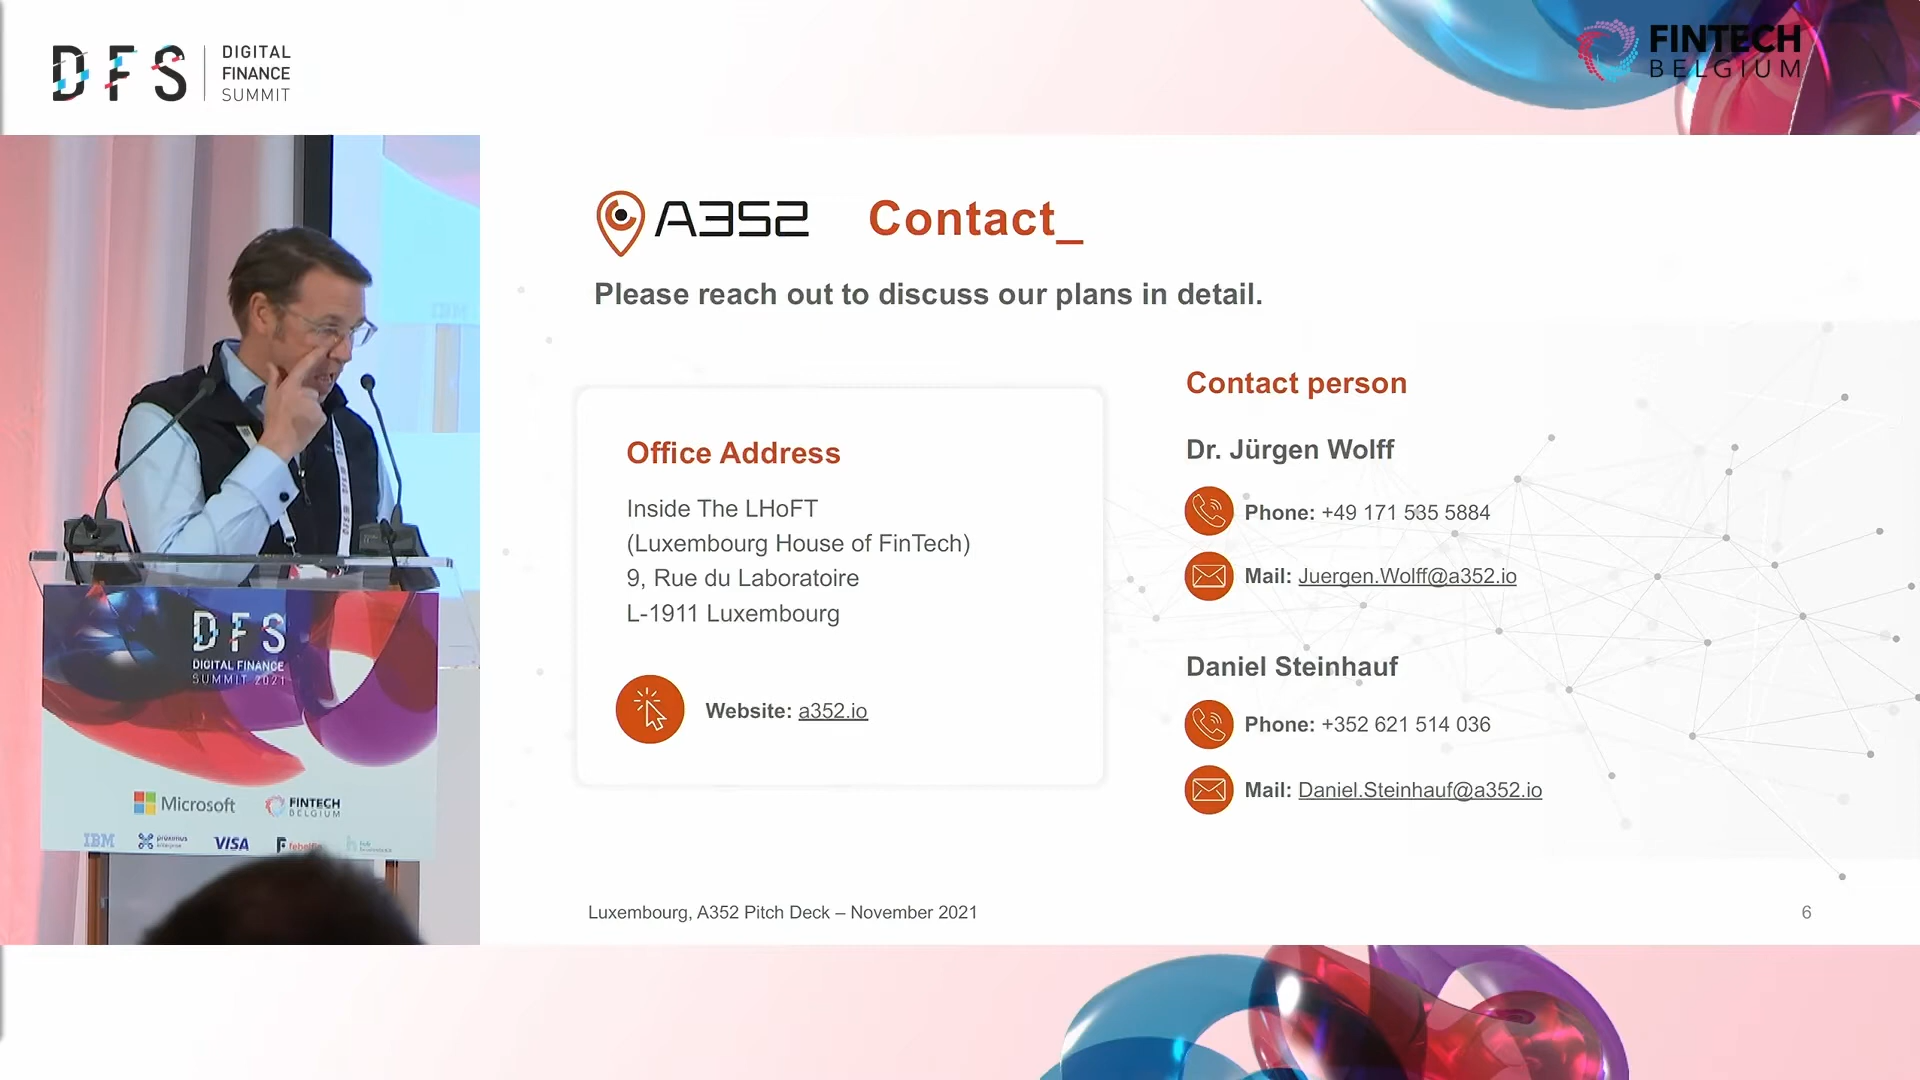 DFS
DIGITAL
FINANCE
SUMMIT
FINTECH
BELGIUM
A352
Contact_
Please reach out to discuss our plans in detail.
Office Address
Inside The LHoFT
(Luxembourg House of FinTech)
9, Rue du Laboratoire
L-1911 Luxembourg
Website: a352.io
Contact person
Dr. Jürgen Wolff
Phone: +49 171 535 5884
Mail: Juergen.Wolff@a352.io
Daniel Steinhauf
Phone: +352 621 514 036
Mail: Daniel.Steinhauf@a352.io
Luxembourg, A352 Pitch Deck – November 2021
6
IBM
DFS
DIGITAL FINANCE
SUMMIT 2021
Microsoft
FINTECH
BELGIUM
IBM
proximus
VISA